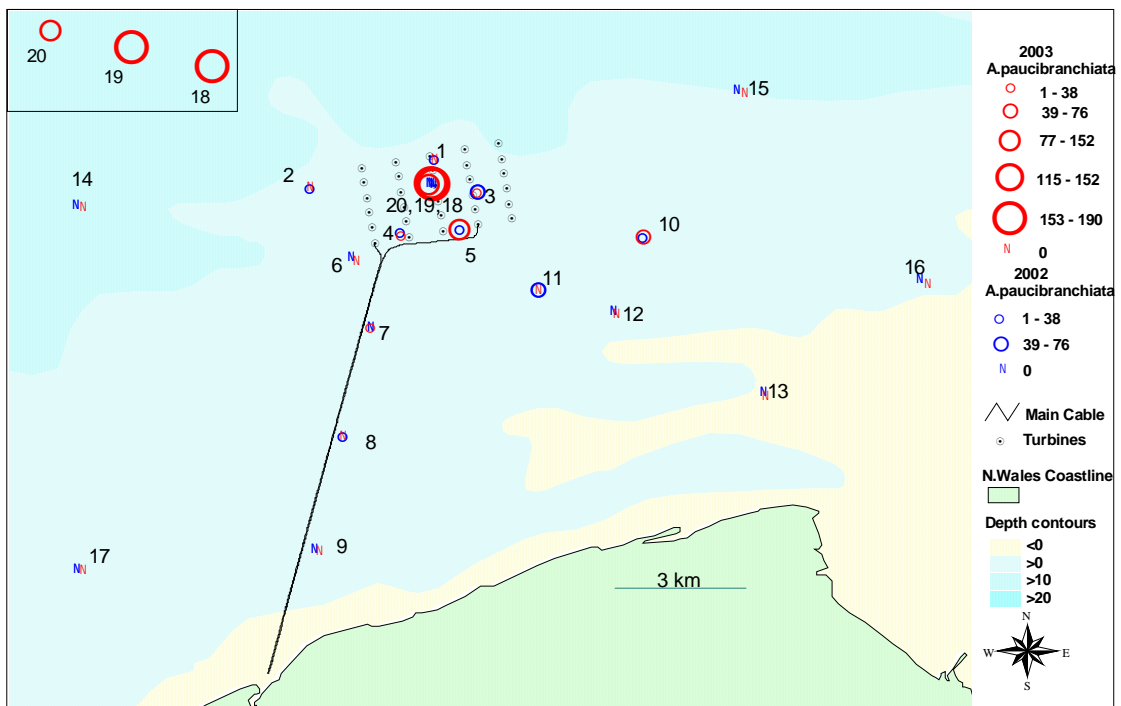 20
19
18
15
1
2
14
3
20, 19, 18
4
5
10
6
11
16
12
7
13
8
9
17
3 km
N N
N
N
N N
N
N N
N N
N
N N
N N
N
N N
N
N N
N N
2003
A.paucibranchiata
1 - 38
39 - 76
77 - 152
115 - 152
153 - 190
N 0
2002
A.paucibranchiata
1 - 38
39 - 76
N 0
Main Cable
Turbines
N.Wales Coastline
Depth contours
<0
>0
>10
>20
N
W E
S